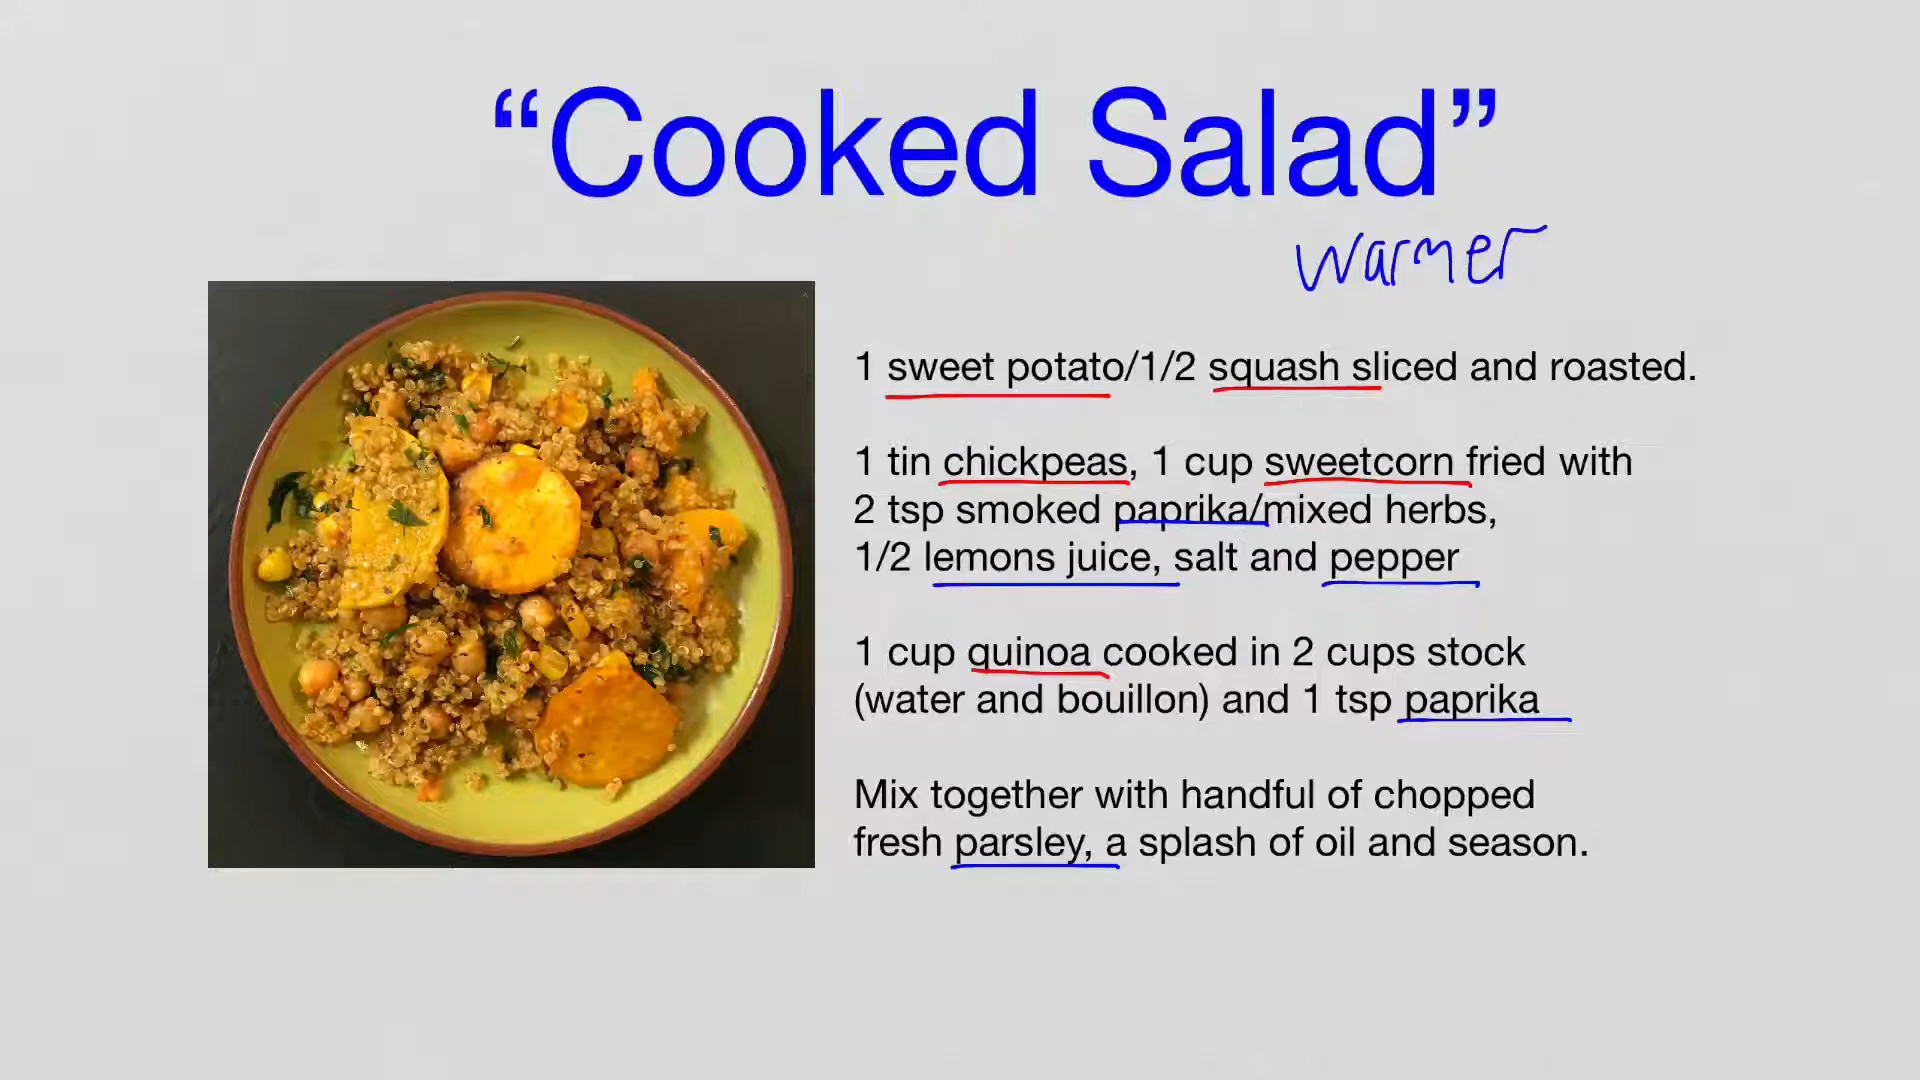 “Cooked Salad”
warmer
1 sweet potato/1/2 squash sliced and roasted.
1 tin chickpeas, 1 cup sweetcorn fried with
2 tsp smoked paprika/mixed herbs,
1/2 lemons juice, salt and pepper
1 cup quinoa cooked in 2 cups stock
(water and bouillon) and 1 tsp paprika
Mix together with handful of chopped
fresh parsley, a splash of oil and season.